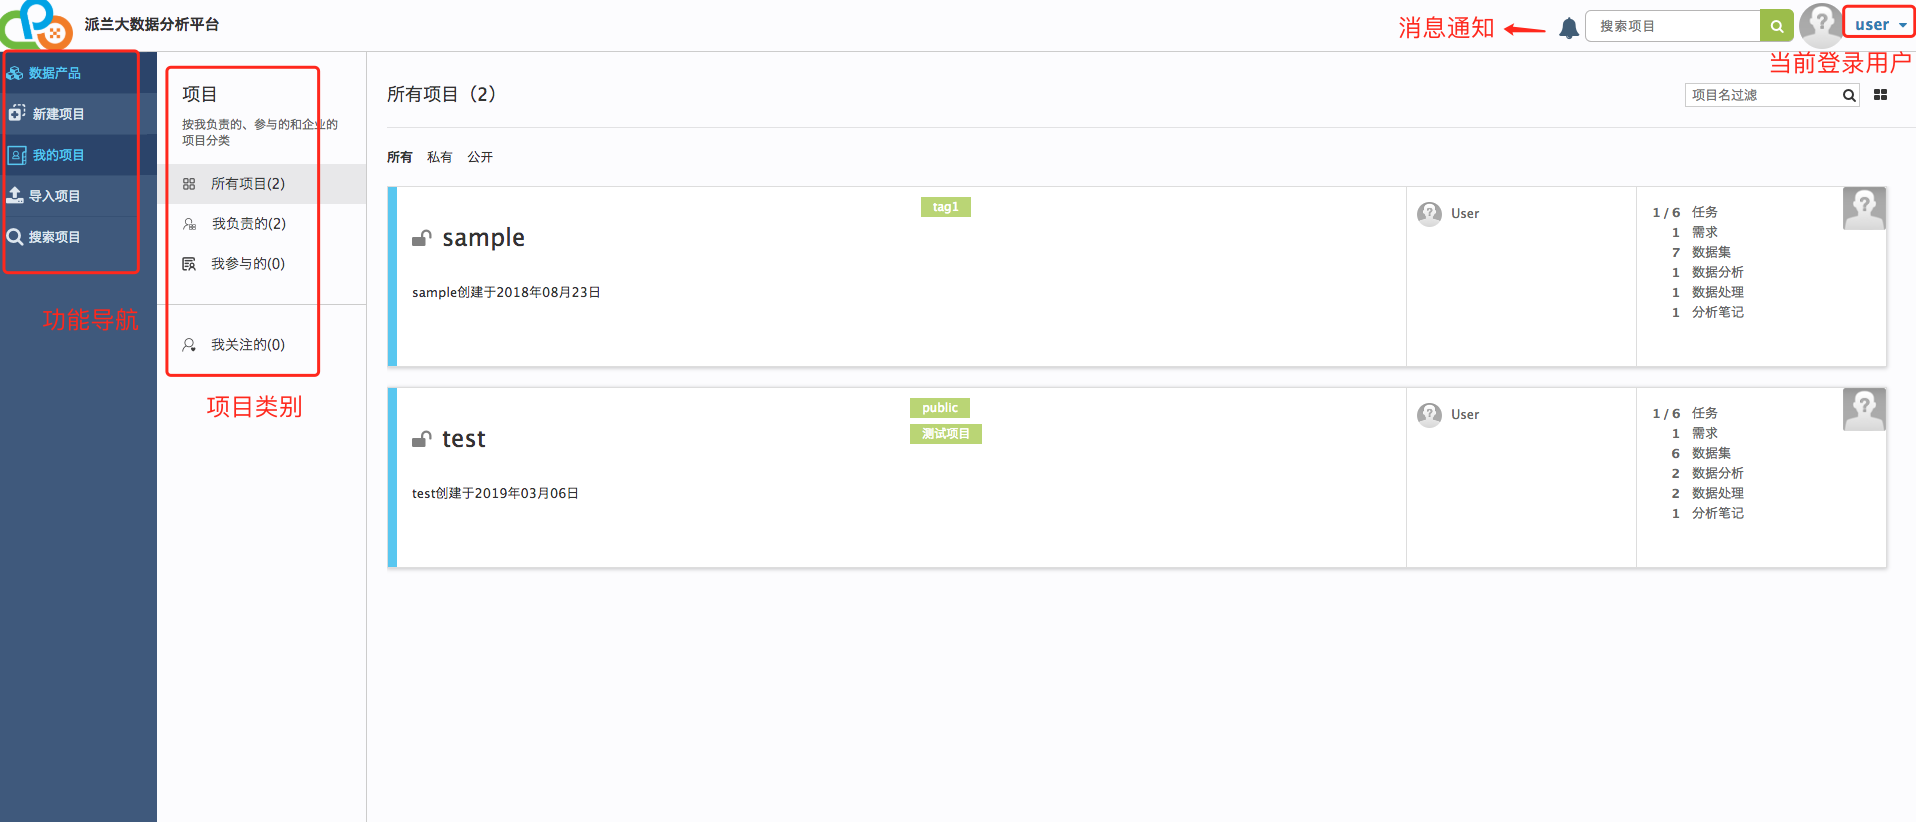 派兰大数据分析平台
消息通知
搜索项目
user
当前登录用户
数据产品
新建项目
我的项目
导入项目
搜索项目
功能导航
项目
按我负责的、参与的和企业的
项目分类
所有项目(2)
我负责的(2)
我参与的(0)
我关注的(0)
项目类别
所有项目（2）
项目名过滤
所有 私有 公开
tag1
sample
sample创建于2018年08月23日
User
1 / 6 任务
1 需求
7 数据集
1 数据分析
1 数据处理
1 分析笔记
public
测试项目
test
test创建于2019年03月06日
User
1 / 6 任务
1 需求
6 数据集
2 数据分析
2 数据处理
1 分析笔记